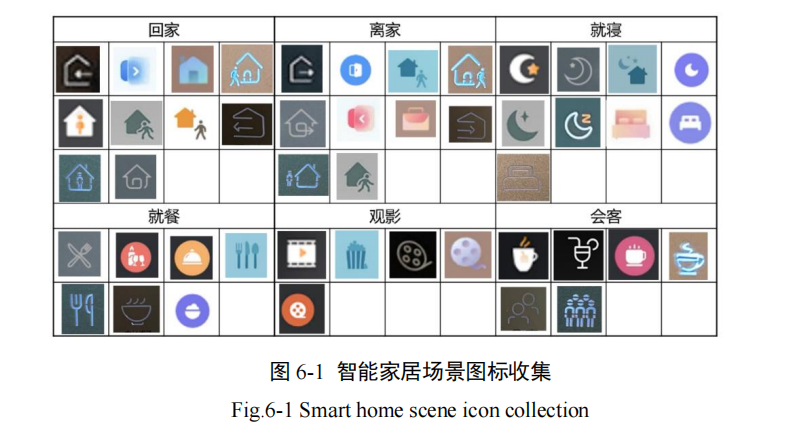 回家 离家 就寝
就餐 观影 会客
图 6-1 智能家居场景图标收集
Fig.6-1 Smart home scene icon collection